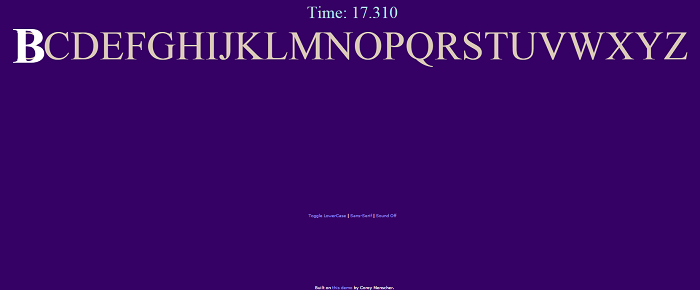 Time: 17.310
BCDEFGHIJKLMNOPQRSTUVWXYZ
Toggle LowerCase | Sans-Serif | Sound Off
Built on this demo by Corey Menscher.